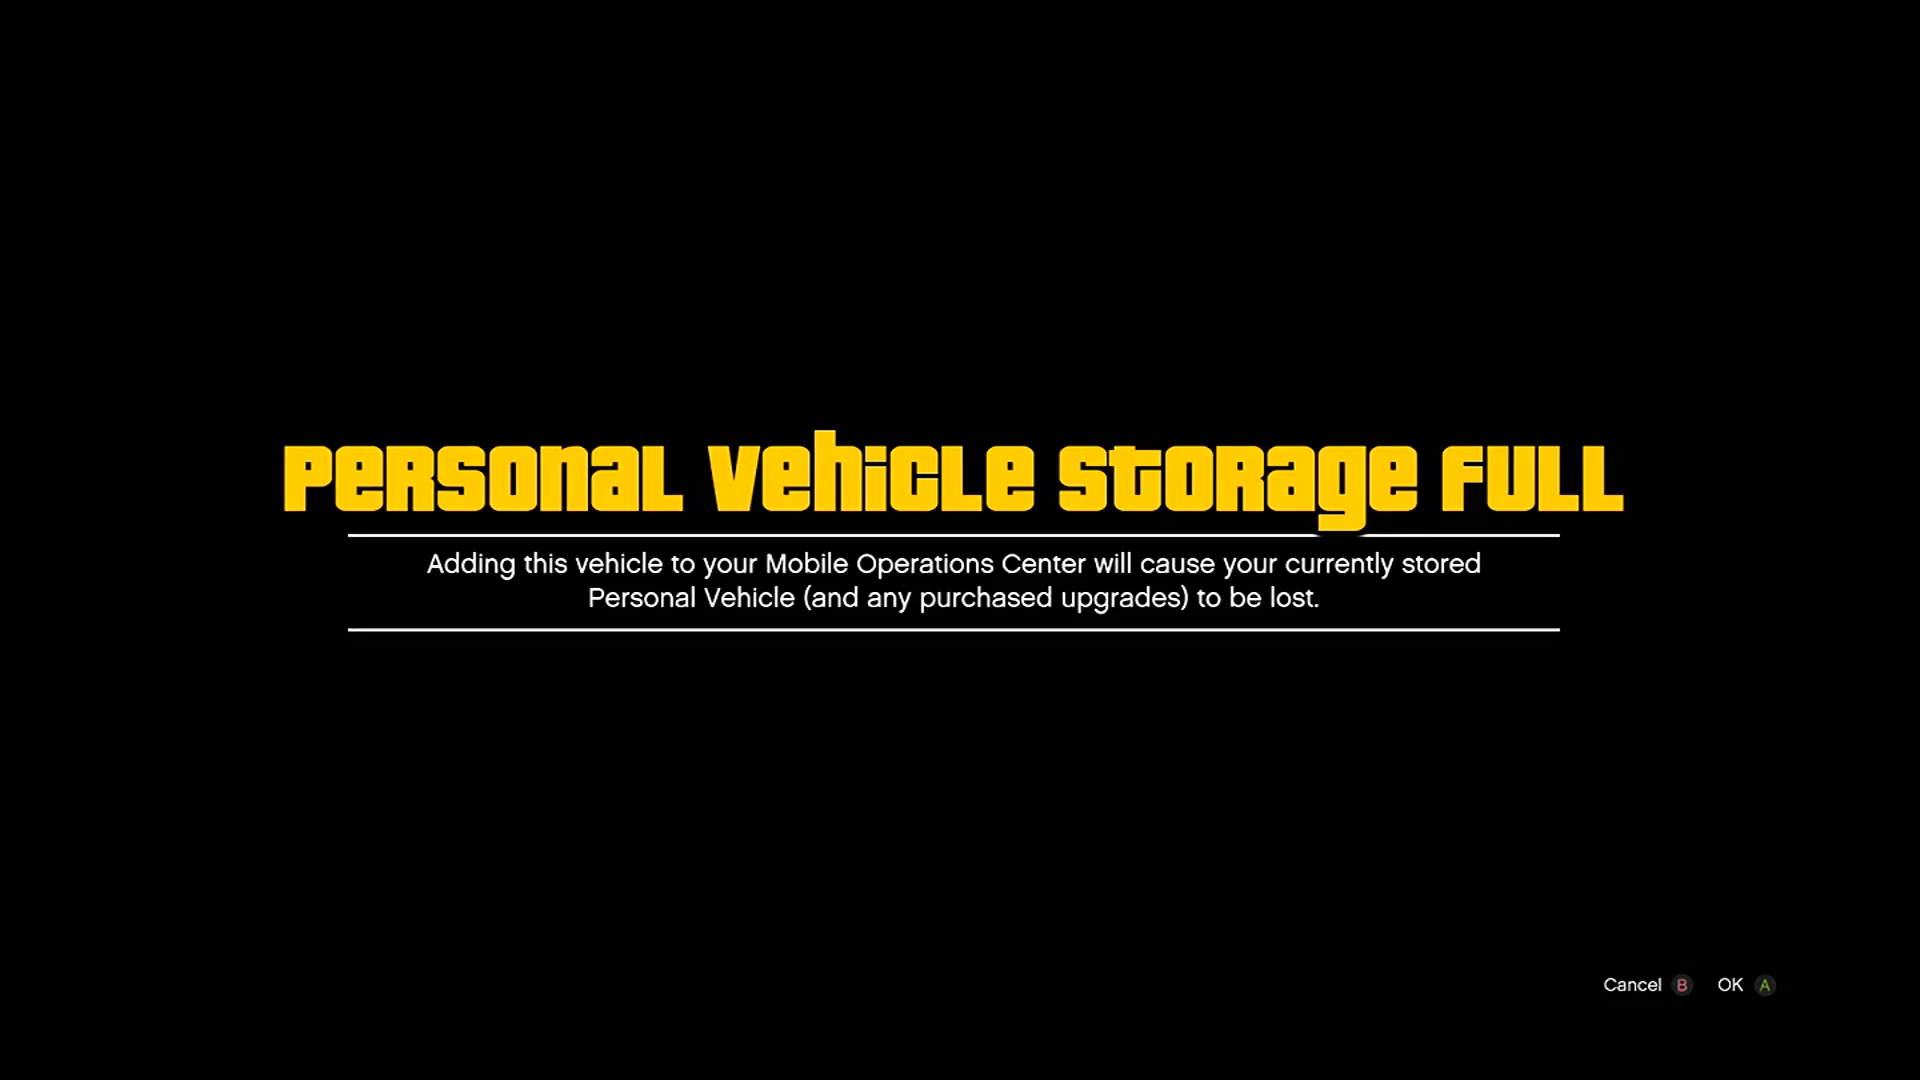 Personal Vehicle Storage Full
Adding this vehicle to your Mobile Operations Center will cause your currently stored
Personal Vehicle (and any purchased upgrades) to be lost.
Cancel B OK A